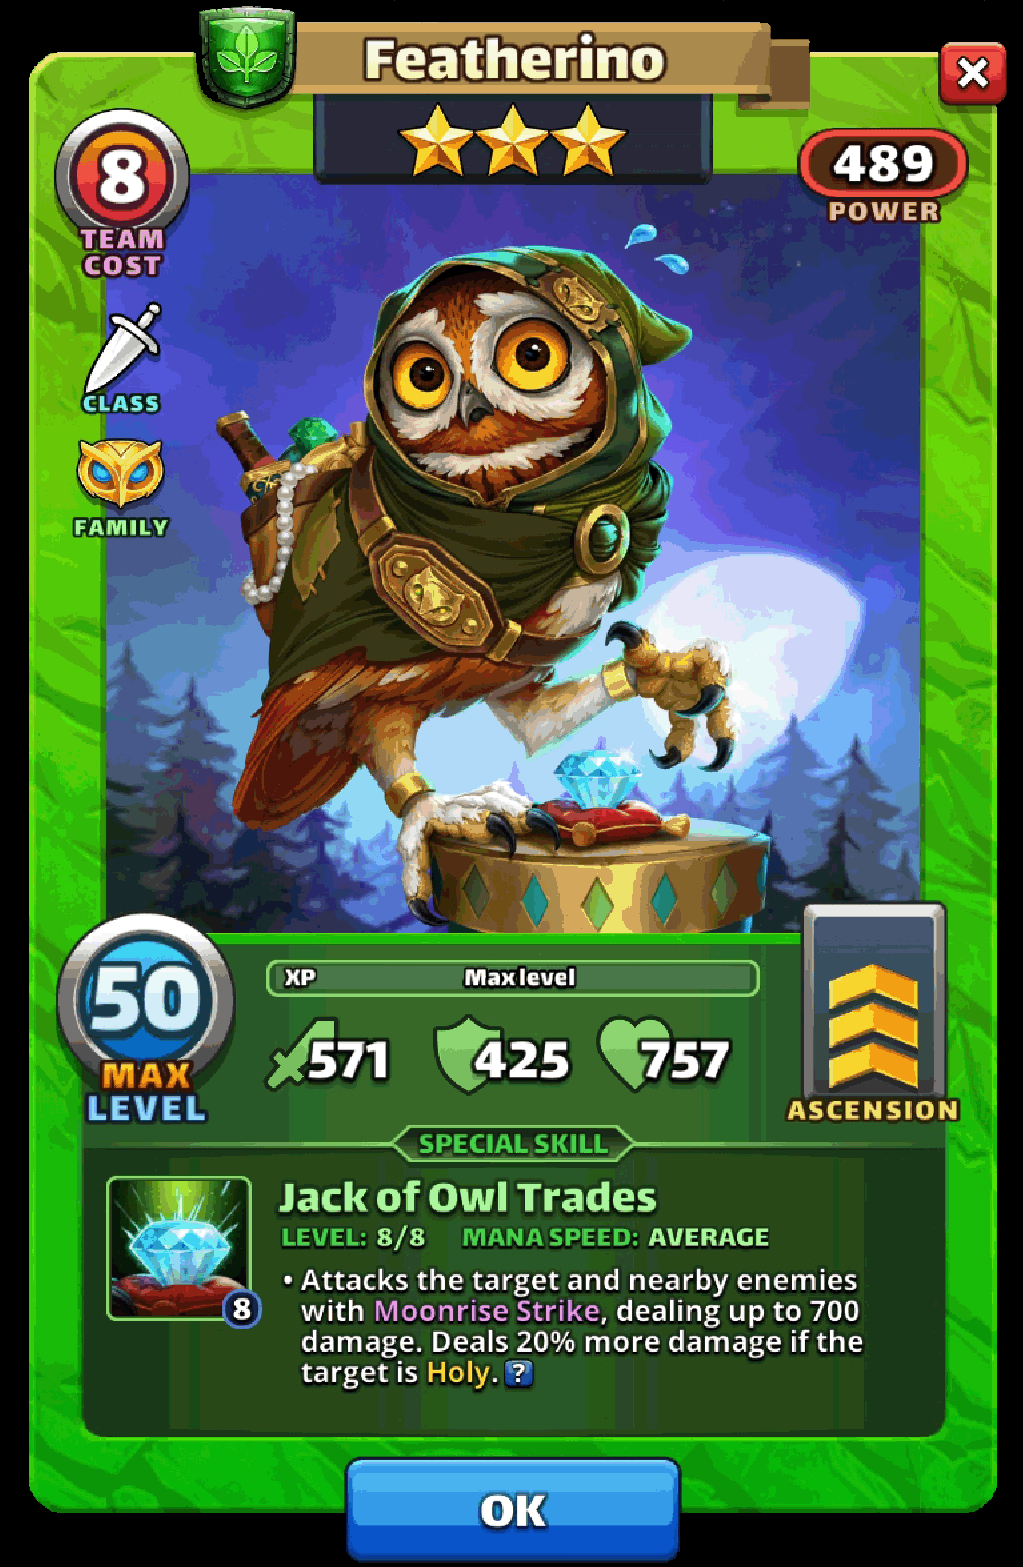 Featherino
8
TEAM
COST
489
POWER
CLASS
FAMILY
50
MAX
LEVEL
XP Max level
571 425 757
ASCENSION
SPECIAL SKILL
Jack of Owl Trades
LEVEL: 8/8 MANA SPEED: AVERAGE
8
• Attacks the target and nearby enemies
with Moonrise Strike, dealing up to 700
damage. Deals 20% more damage if the
target is Holy. ?
OK